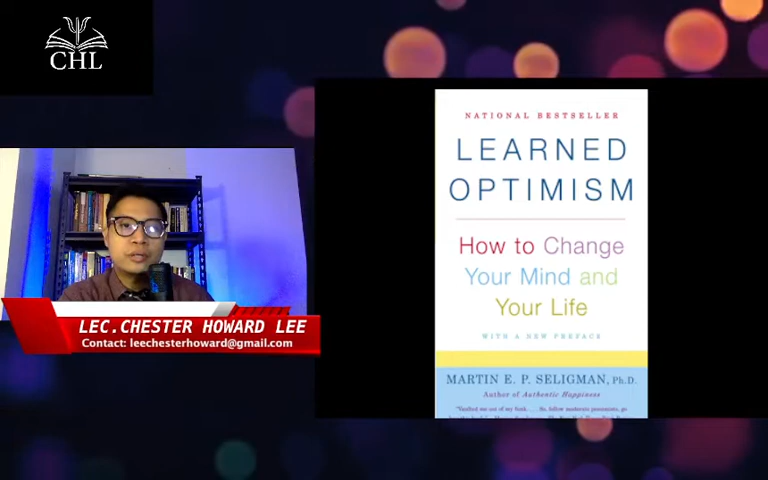 CHL
NATIONAL BESTSELLER
LEARNED
OPTIMISM
How to Change
Your Mind and
Your Life
WITH A NEW PREFACE
MARTIN E. P. SELIGMAN, Ph.D.
Author of Authentic Happiness
LEC.CHESTER HOWARD LEE
Contact: leechesterhoward@gmail.com